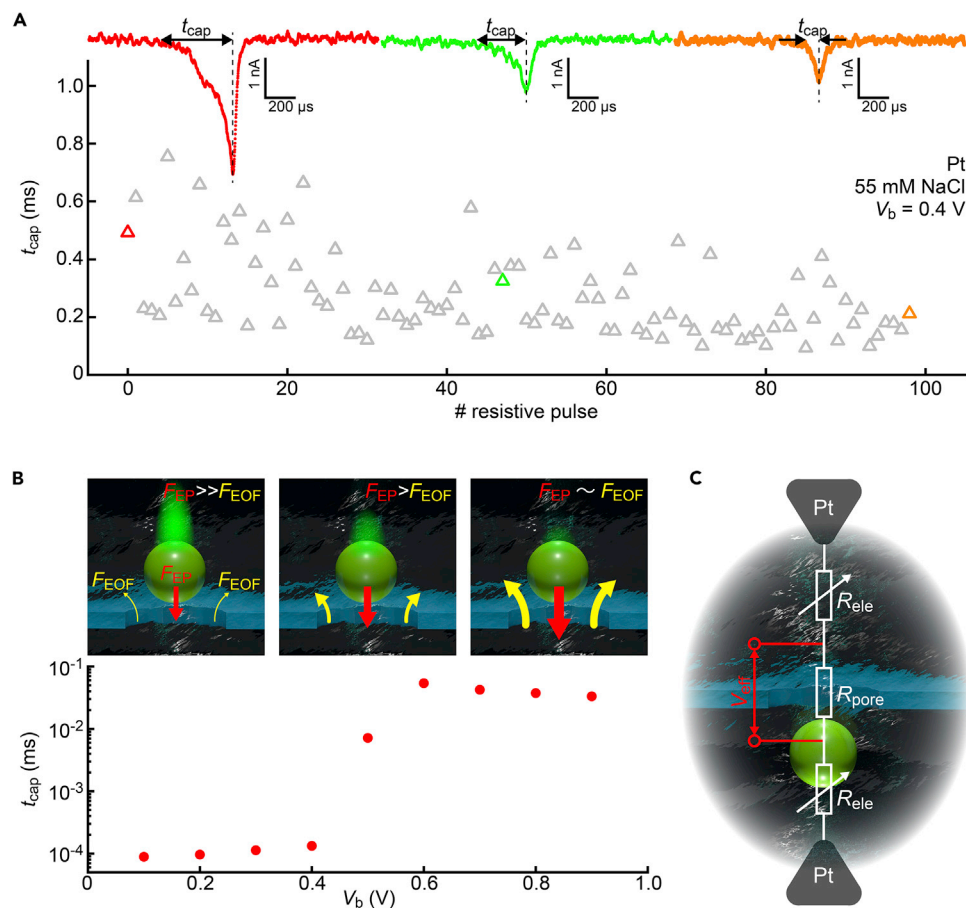 A
t_cap
t_cap
t_cap
1 nA
200 µs
1 nA
200 µs
1 nA
200 µs
Pt
55 mM NaCl
V_b = 0.4 V
t_cap (ms)
1.0
0.8
0.6
0.4
0.2
0
0 20 40 60 80 100
# resistive pulse
B
F_EP>>F_EOF
F_EOF F_EP F_EOF
F_EP>F_EOF
F_EP ~ F_EOF
t_cap (ms)
10⁻¹
10⁻²
10⁻³
10⁻⁴
0 0.2 0.4 0.6 0.8 1.0
V_b (V)
C
Pt
R_ele
V_eff
R_pore
R_ele
Pt